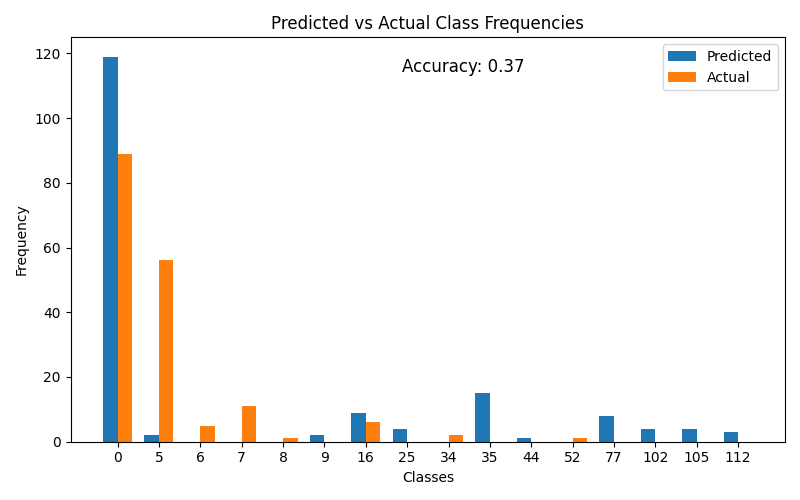 Predicted vs Actual Class Frequencies
Accuracy: 0.37
Predicted
Actual
120
100
80
60
40
20
0
Frequency
0 5 6 7 8 9 16 25 34 35 44 52 77 102 105 112
Classes